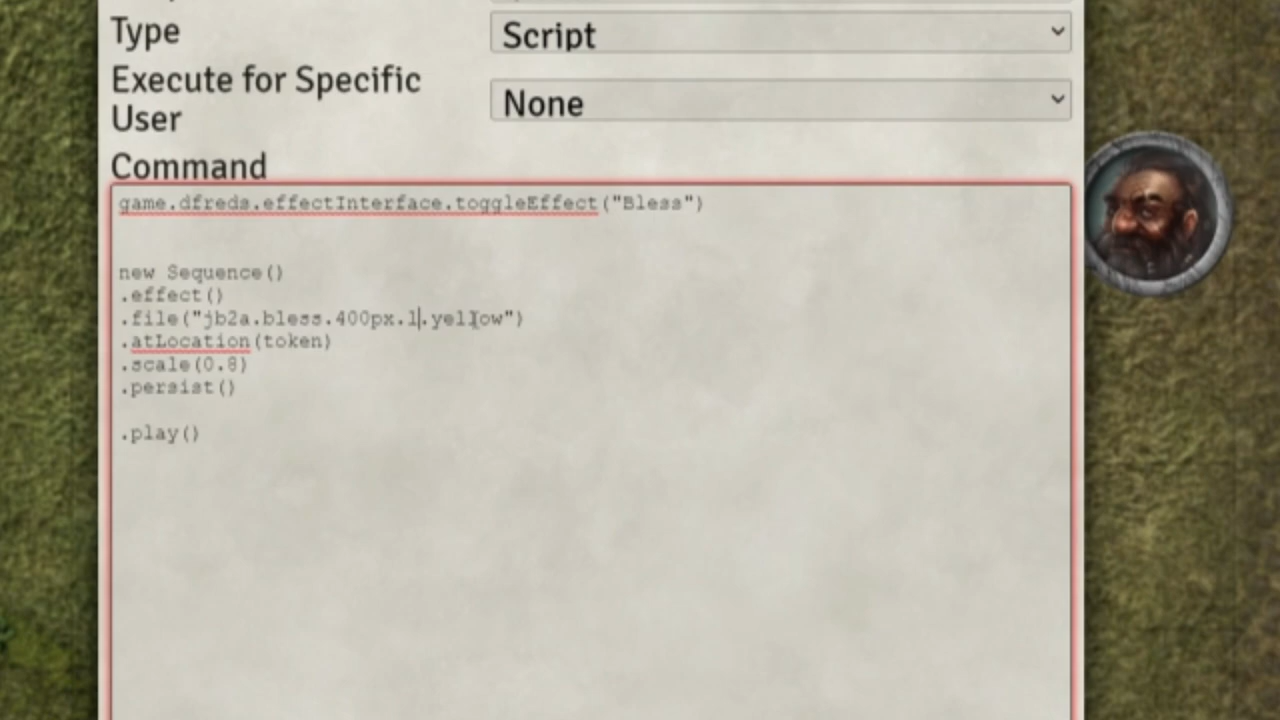 Type
Script
Execute for Specific
User
None
Command
game.dfreds.effectInterface.toggleEffect("Bless")
new Sequence()
.effect()
.file("jb2a.bless.400px.1.yellow")
.atLocation(token)
.scale(0.8)
.persist()
.play()